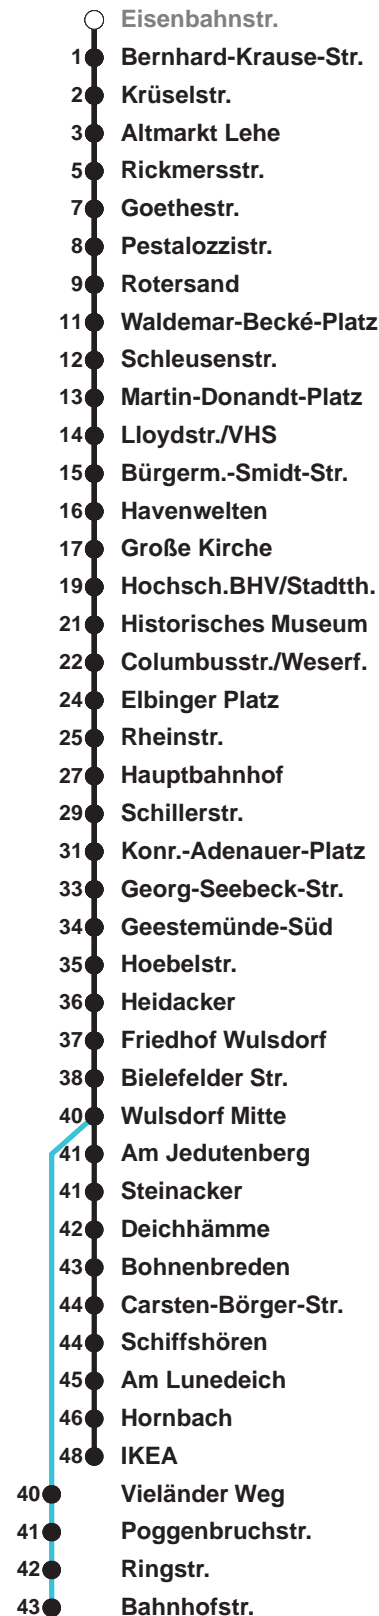 Eisenbahnstr.
1 Bernhard-Krause-Str.
2 Krüselstr.
3 Altmarkt Lehe
5 Rickmersstr.
7 Goethestr.
8 Pestalozzistr.
9 Rotersand
11 Waldemar-Becké-Platz
12 Schleusenstr.
13 Martin-Donandt-Platz
14 Lloydstr./VHS
15 Bürgerm.-Smidt-Str.
16 Havenwelten
17 Große Kirche
19 Hochsch.BHV/Stadtth.
21 Historisches Museum
22 Columbusstr./Weserf.
24 Elbinger Platz
25 Rheinstr.
27 Hauptbahnhof
29 Schillerstr.
31 Konr.-Adenauer-Platz
33 Georg-Seebeck-Str.
34 Geestemünde-Süd
35 Hoebelstr.
36 Heidacker
37 Friedhof Wulsdorf
38 Bielefelder Str.
40 Wulsdorf Mitte
41 Am Jedutenberg
41 Steinacker
42 Deichhämme
43 Bohnenbreden
44 Carsten-Börger-Str.
44 Schiffshören
45 Am Lunedeich
46 Hornbach
48 IKEA
40 Vieländer Weg
41 Poggenbruchstr.
42 Ringstr.
43 Bahnhofstr.